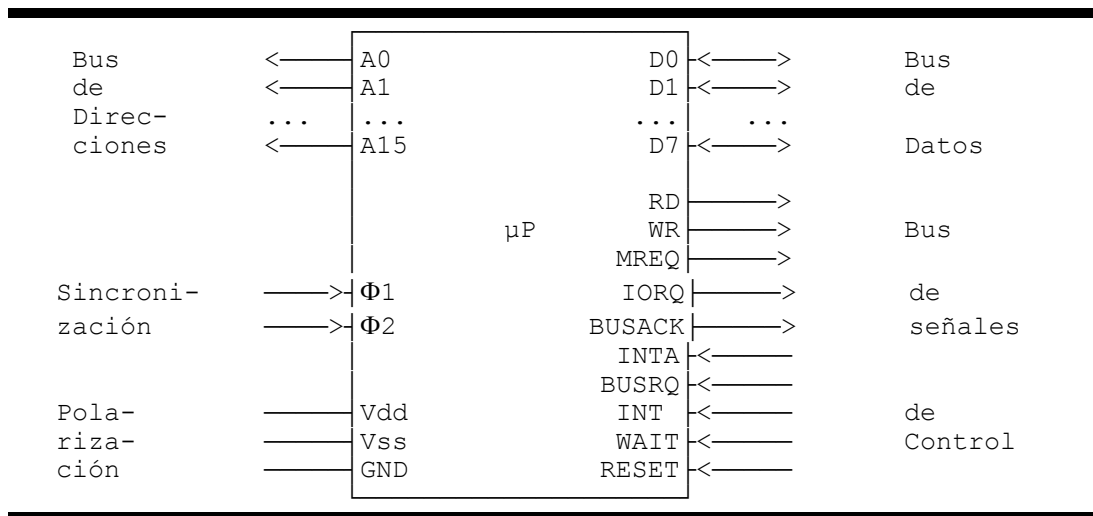 Bus <———— A0 D0 <————> Bus
de <———— A1 D1 <————> de
Direc- ... ... ... ...
ciones <———— A15 D7 <————> Datos
RD ————>
µP WR ————> Bus
MREQ ————>
Sincroni- ————> Φ1 IORQ ————> de
zación ————> Φ2 BUSACK ————> señales
INTA <————
BUSRQ <————
Pola- ———— Vdd INT <———— de
riza- ———— Vss WAIT <———— Control
ción ———— GND RESET <————